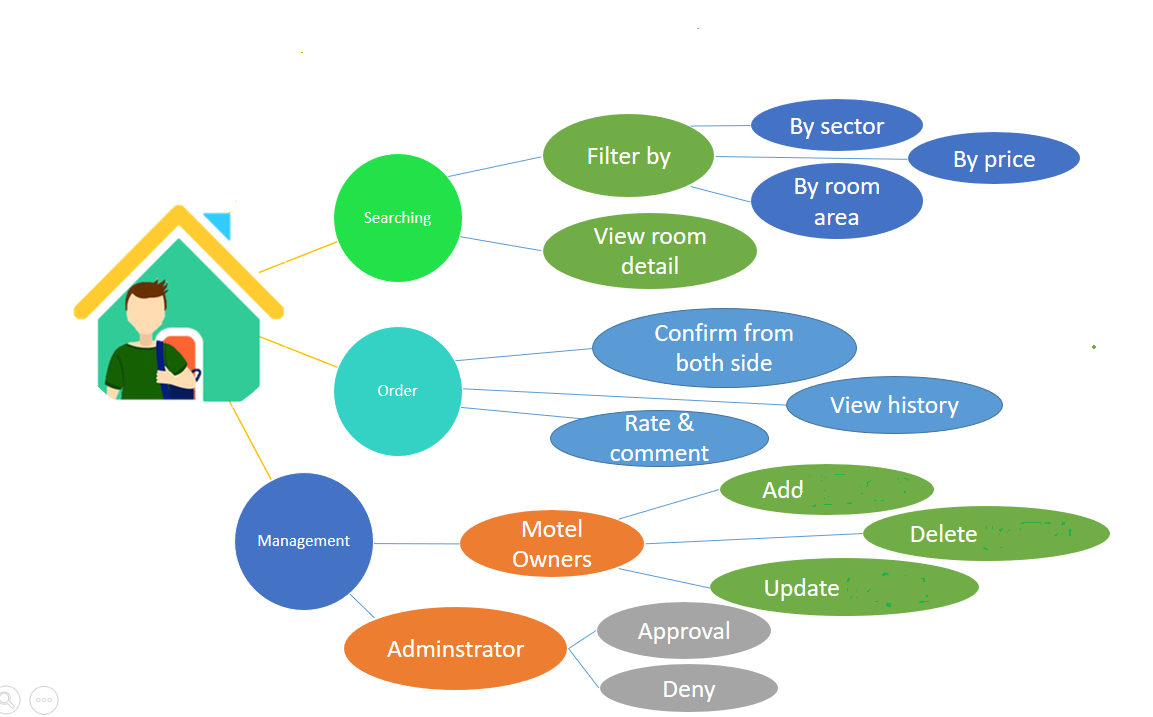 Searching
Filter by
By sector
By price
By room
area
View room
detail
Order
Confirm from
both side
View history
Rate &
comment
Management
Motel
Owners
Add
Delete
Update
Adminstrator
Approval
Deny